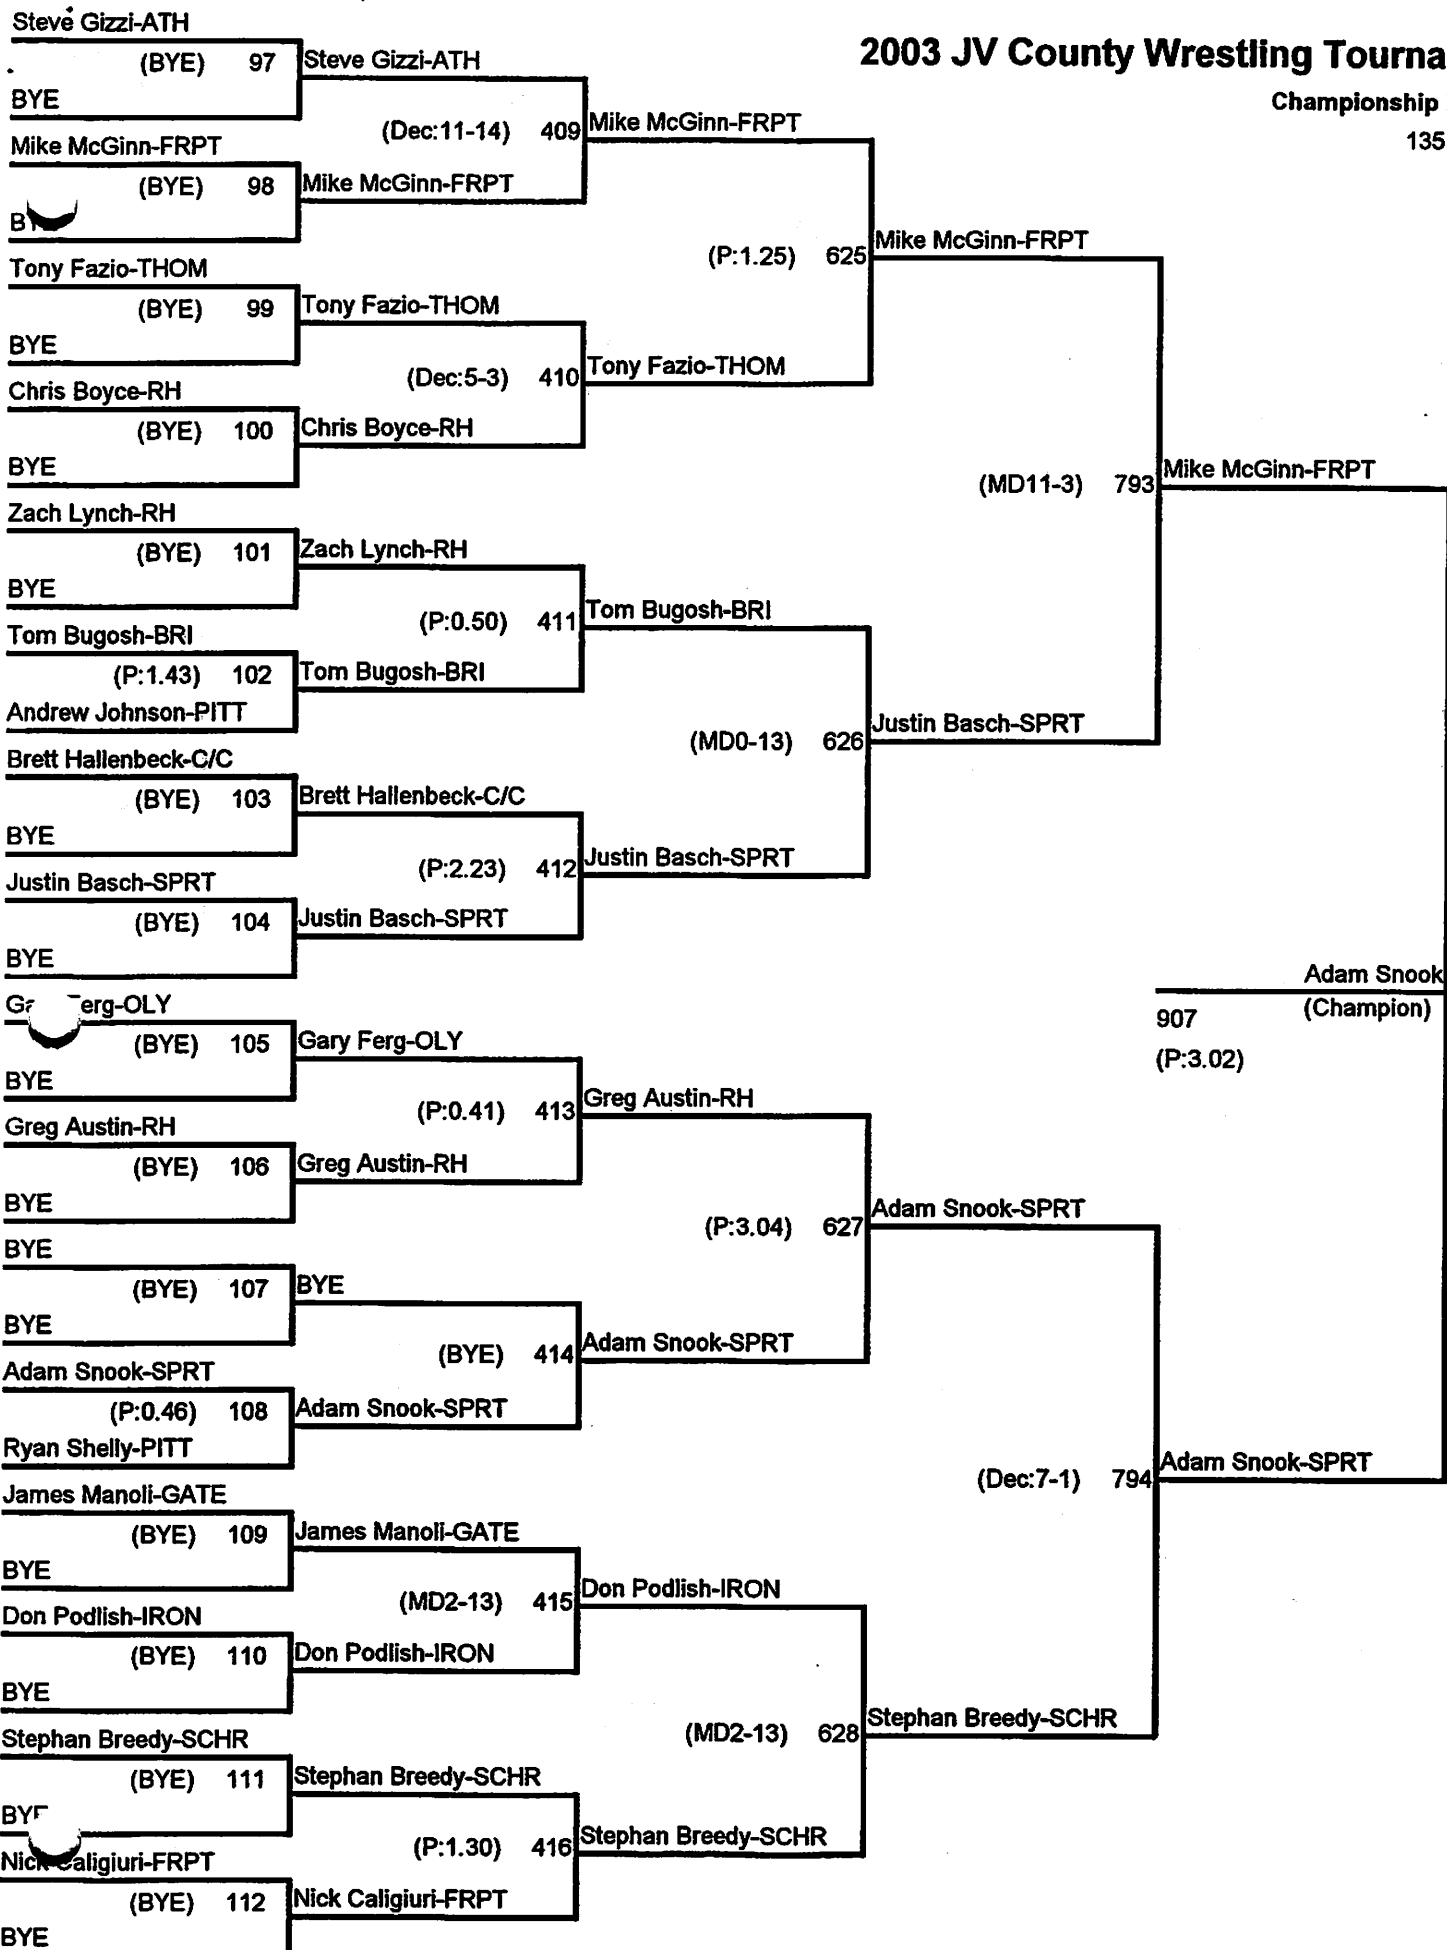 2003 JV County Wrestling Tourna
Championship
135
Steve Gizzi-ATH
(BYE) 97
BYE
Mike McGinn-FRPT
(BYE) 98
Tony Fazio-THOM
(BYE) 99
BYE
Chris Boyce-RH
(BYE) 100
BYE
Zach Lynch-RH
(BYE) 101
BYE
Tom Bugosh-BRI
(P:1.43) 102
Andrew Johnson-PITT
Brett Hallenbeck-C/C
(BYE) 103
BYE
Justin Basch-SPRT
(BYE) 104
BYE
erg-OLY
(BYE) 105
BYE
Greg Austin-RH
(BYE) 106
BYE
BYE
(BYE) 107
BYE
Adam Snook-SPRT
(P:0.46) 108
Ryan Shelly-PITT
James Manoli-GATE
(BYE) 109
BYE
Don Podlish-IRON
(BYE) 110
BYE
Stephan Breedy-SCHR
(BYE) 111
BYE
Nick Caligiuri-FRPT
(BYE) 112
BYE
Steve Gizzi-ATH
(Dec:11-14) 409
Mike McGinn-FRPT
Tony Fazio-THOM
(Dec:5-3) 410
Chris Boyce-RH
Zach Lynch-RH
(P:0.50) 411
Tom Bugosh-BRI
Brett Hallenbeck-C/C
(P:2.23) 412
Justin Basch-SPRT
Gary Ferg-OLY
(P:0.41) 413
Greg Austin-RH
BYE
(BYE) 414
Adam Snook-SPRT
James Manoli-GATE
(MD2-13) 415
Don Podlish-IRON
Stephan Breedy-SCHR
(P:1.30) 416
Nick Caligiuri-FRPT
Mike McGinn-FRPT
(P:1.25) 625
Tony Fazio-THOM
Tom Bugosh-BRI
(MD0-13) 626
Justin Basch-SPRT
Greg Austin-RH
(P:3.04) 627
Adam Snook-SPRT
Don Podlish-IRON
(MD2-13) 628
Stephan Breedy-SCHR
Mike McGinn-FRPT
(MD11-3) 793
Justin Basch-SPRT
Adam Snook-SPRT
(Dec:7-1) 794
Stephan Breedy-SCHR
Mike McGinn-FRPT
Adam Snook
907 (Champion)
(P:3.02)
Adam Snook-SPRT